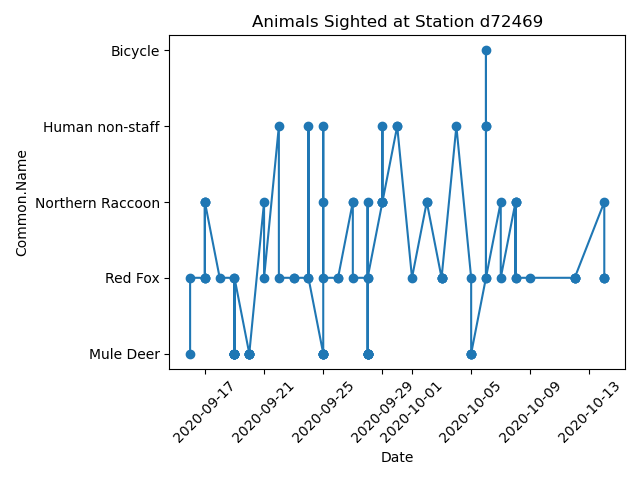 Animals Sighted at Station d72469
Common.Name
Bicycle
Human non-staff
Northern Raccoon
Red Fox
Mule Deer
2020-09-17
2020-09-21
2020-09-25
2020-09-29
2020-10-01
2020-10-05
2020-10-09
2020-10-13
Date